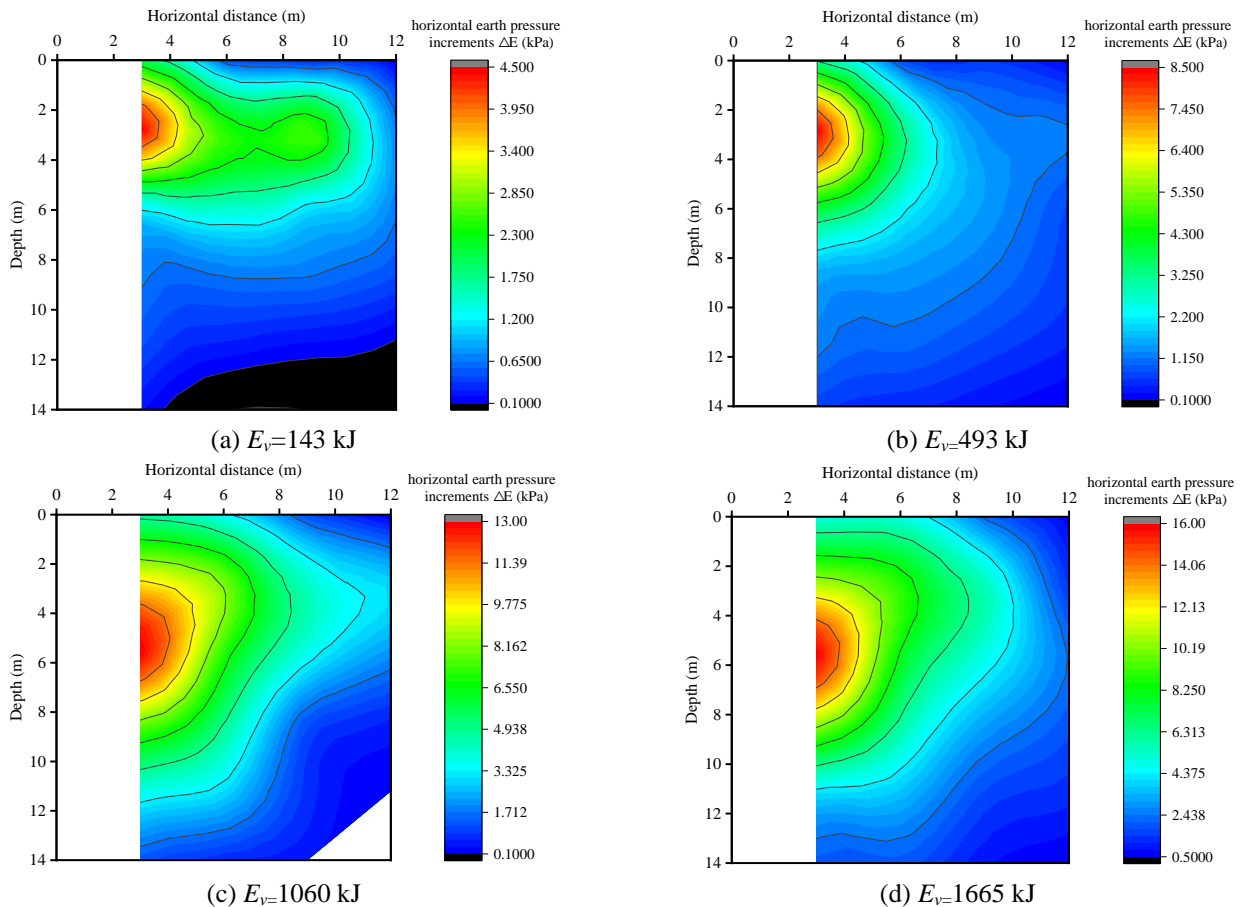 Horizontal distance (m)
0 2 4 6 8 10 12
0
2
4
6
8
10
12
14
Depth (m)
horizontal earth pressure
increments ΔE (kPa)
4.500
3.950
3.400
2.850
2.300
1.750
1.200
0.6500
0.1000
(a) Ev=143 kJ
Horizontal distance (m)
0 2 4 6 8 10 12
0
2
4
6
8
10
12
14
Depth (m)
horizontal earth pressure
increments ΔE (kPa)
8.500
7.450
6.400
5.350
4.300
3.250
2.200
1.150
0.1000
(b) Ev=493 kJ
Horizontal distance (m)
0 2 4 6 8 10 12
0
2
4
6
8
10
12
14
Depth (m)
horizontal earth pressure
increments ΔE (kPa)
13.00
11.39
9.775
8.162
6.550
4.938
3.325
1.712
0.1000
(c) Ev=1060 kJ
Horizontal distance (m)
0 2 4 6 8 10 12
0
2
4
6
8
10
12
14
Depth (m)
horizontal earth pressure
increments ΔE (kPa)
16.00
14.06
12.13
10.19
8.250
6.313
4.375
2.438
0.5000
(d) Ev=1665 kJ